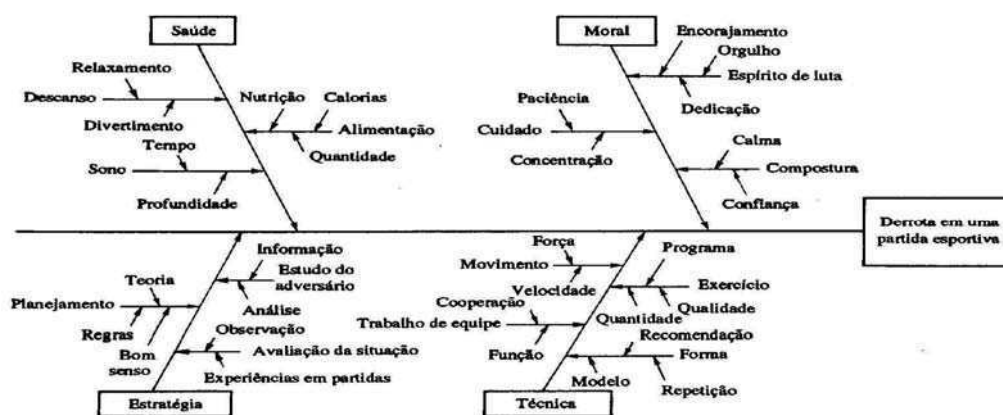 Saúde
Moral
Encorajamento
Orgulho
Espírito de luta
Dedicação
Relaxamento
Descanso
Divertimento
Nutrição
Calorias
Alimentação
Quantidade
Tempo
Sono
Profundidade
Paciência
Cuidado
Concentração
Calma
Compostura
Confiança
Derrota em uma
partida esportiva
Informação
Estudo do
adversário
Análise
Teoria
Planejamento
Regras
Bom
senso
Observação
Avaliação da situação
Experiências em partidas
Estratégia
Força
Movimento
Velocidade
Programa
Exercício
Qualidade
Quantidade
Cooperação
Trabalho de equipe
Função
Recomendação
Forma
Modelo
Repetição
Técnica